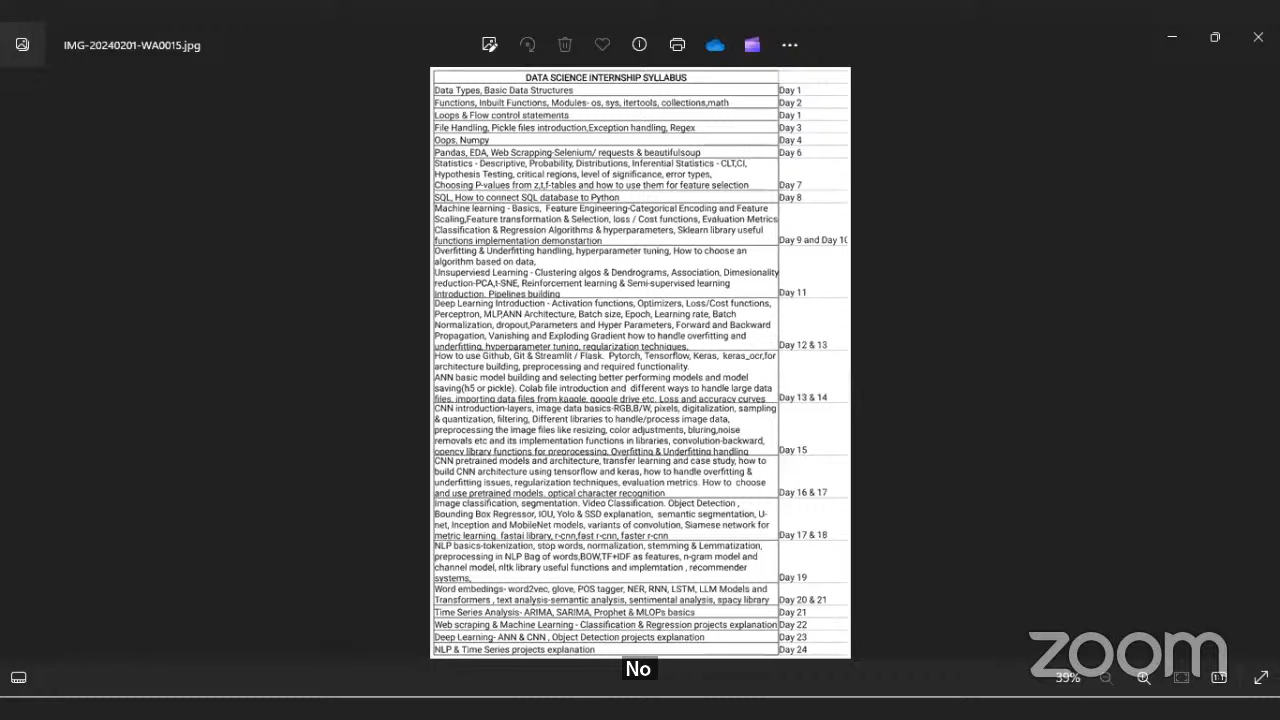 IMG-20240201-WA0015.jpg
DATA SCIENCE INTERNSHIP SYLLABUS
Data Types, Basic Data Structures Day 1
Functions, Inbuilt Functions, Modules- os, sys, itertools, collections,math Day 2
Loops & Flow control statements Day 1
File Handling, Pickle files introduction,Exception handling, Regex Day 3
Oops, Numpy Day 4
Pandas, EDA, Web Scrapping-Selenium/ requests & beautifulsoup Day 6
Statistics - Descriptive, Probability, Distributions, Inferential Statistics - CLT,CI,
Hypothesis Testing, critical regions, level of significance, error types,
Choosing P-values from z,t,f-tables and how to use them for feature selection Day 7
SQL, How to connect SQL database to Python Day 8
Machine learning - Basics, Feature Engineering-Categorical Encoding and Feature
Scaling,Feature transformation & Selection, loss / Cost functions, Evaluation Metrics
Classification & Regression Algorithms & hyperparameters, Sklearn library useful
functions implementation demonstartion Day 9 and Day 10
Overfitting & Underfitting handling, hyperparameter tuning, How to choose an
algorithm based on data,
Unsuperviesd Learning - Clustering algos & Dendrograms, Association, Dimesionality
reduction-PCA,t-SNE, Reinforcement learning & Semi-supervised learning
Introduction, Pipelines building Day 11
Deep Learning Introduction - Activation functions, Optimizers, Loss/Cost functions,
Perceptron, MLP,ANN Architecture, Batch size, Epoch, Learning rate, Batch
Normalization, dropout,Parameters and Hyper Parameters, Forward and Backward
Propagation, Vanishing and Exploding Gradient how to handle overfitting and
underfitting, hyperparameter tuning, regularization techniques, Day 12 & 13
How to use Github, Git & Streamlit / Flask. Pytorch, Tensorflow, Keras, keras_ocr,for
architecture building, preprocessing and required functionality.
ANN basic model building and selecting better performing models and model
saving(h5 or pickle). Colab file introduction and different ways to handle large data
files, importing data files from kaggle, google drive etc. Loss and accuracy curves Day 13 & 14
CNN introduction-layers, image data basics-RGB,B/W, pixels, digitalization, sampling
& quantization, filtering, Different libraries to handle/process image data,
preprocessing the Image files like resizing, color adjustments, bluring,noise
removals etc and its implementation functions in libraries, convolution-backward,
opencv library functions for preprocessing, Overfitting & Underfitting handling Day 15
CNN pretrained models and architecture, transfer learning and case study, how to
build CNN architecture using tensorflow and keras, how to handle overfitting &
underfitting issues, regularization techniques, evaluation metrics. How to choose
and use pretrained models, optical character recognition Day 16 & 17
Image classification, segmentation. Video Classification. Object Detection ,
Bounding Box Regressor, IOU, Yolo & SSD explanation, semantic segmentation, U-
net, Inception and MobileNet models, variants of convolution, Siamese network for
metric learning, fastai library, r-cnn,fast r-cnn, faster r-cnn Day 17 & 18
NLP basics-tokenization, stop words, normalization, stemming & Lemmatization,
preprocessing in NLP Bag of words,BOW,TF+IDF as features, n-gram model and
channel model, nltk library useful functions and implemtation , recommender
systems, Day 19
Word embedings- word2vec, glove, POS tagger, NER, RNN, LSTM, LLM Models and
Transformers , text analysis-semantic analysis, sentimental analysis, spacy library Day 20 & 21
Time Series Analysis- ARIMA, SARIMA, Prophet & MLOPs basics Day 21
Web scraping & Machine Learning - Classification & Regression projects explanation Day 22
Deep Learning- ANN & CNN , Object Detection projects explanation Day 23
NLP & Time Series projects explanation Day 24
No
zoom
39%